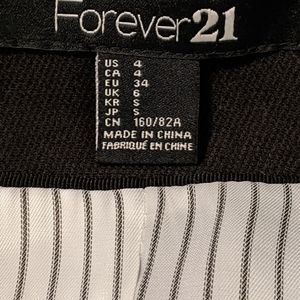 Forever21
US 4
CA 4
EU 34
UK 6
KR S
JP S
CN 160/82A
MADE IN CHINA
FABRIQUÉ EN CHINE